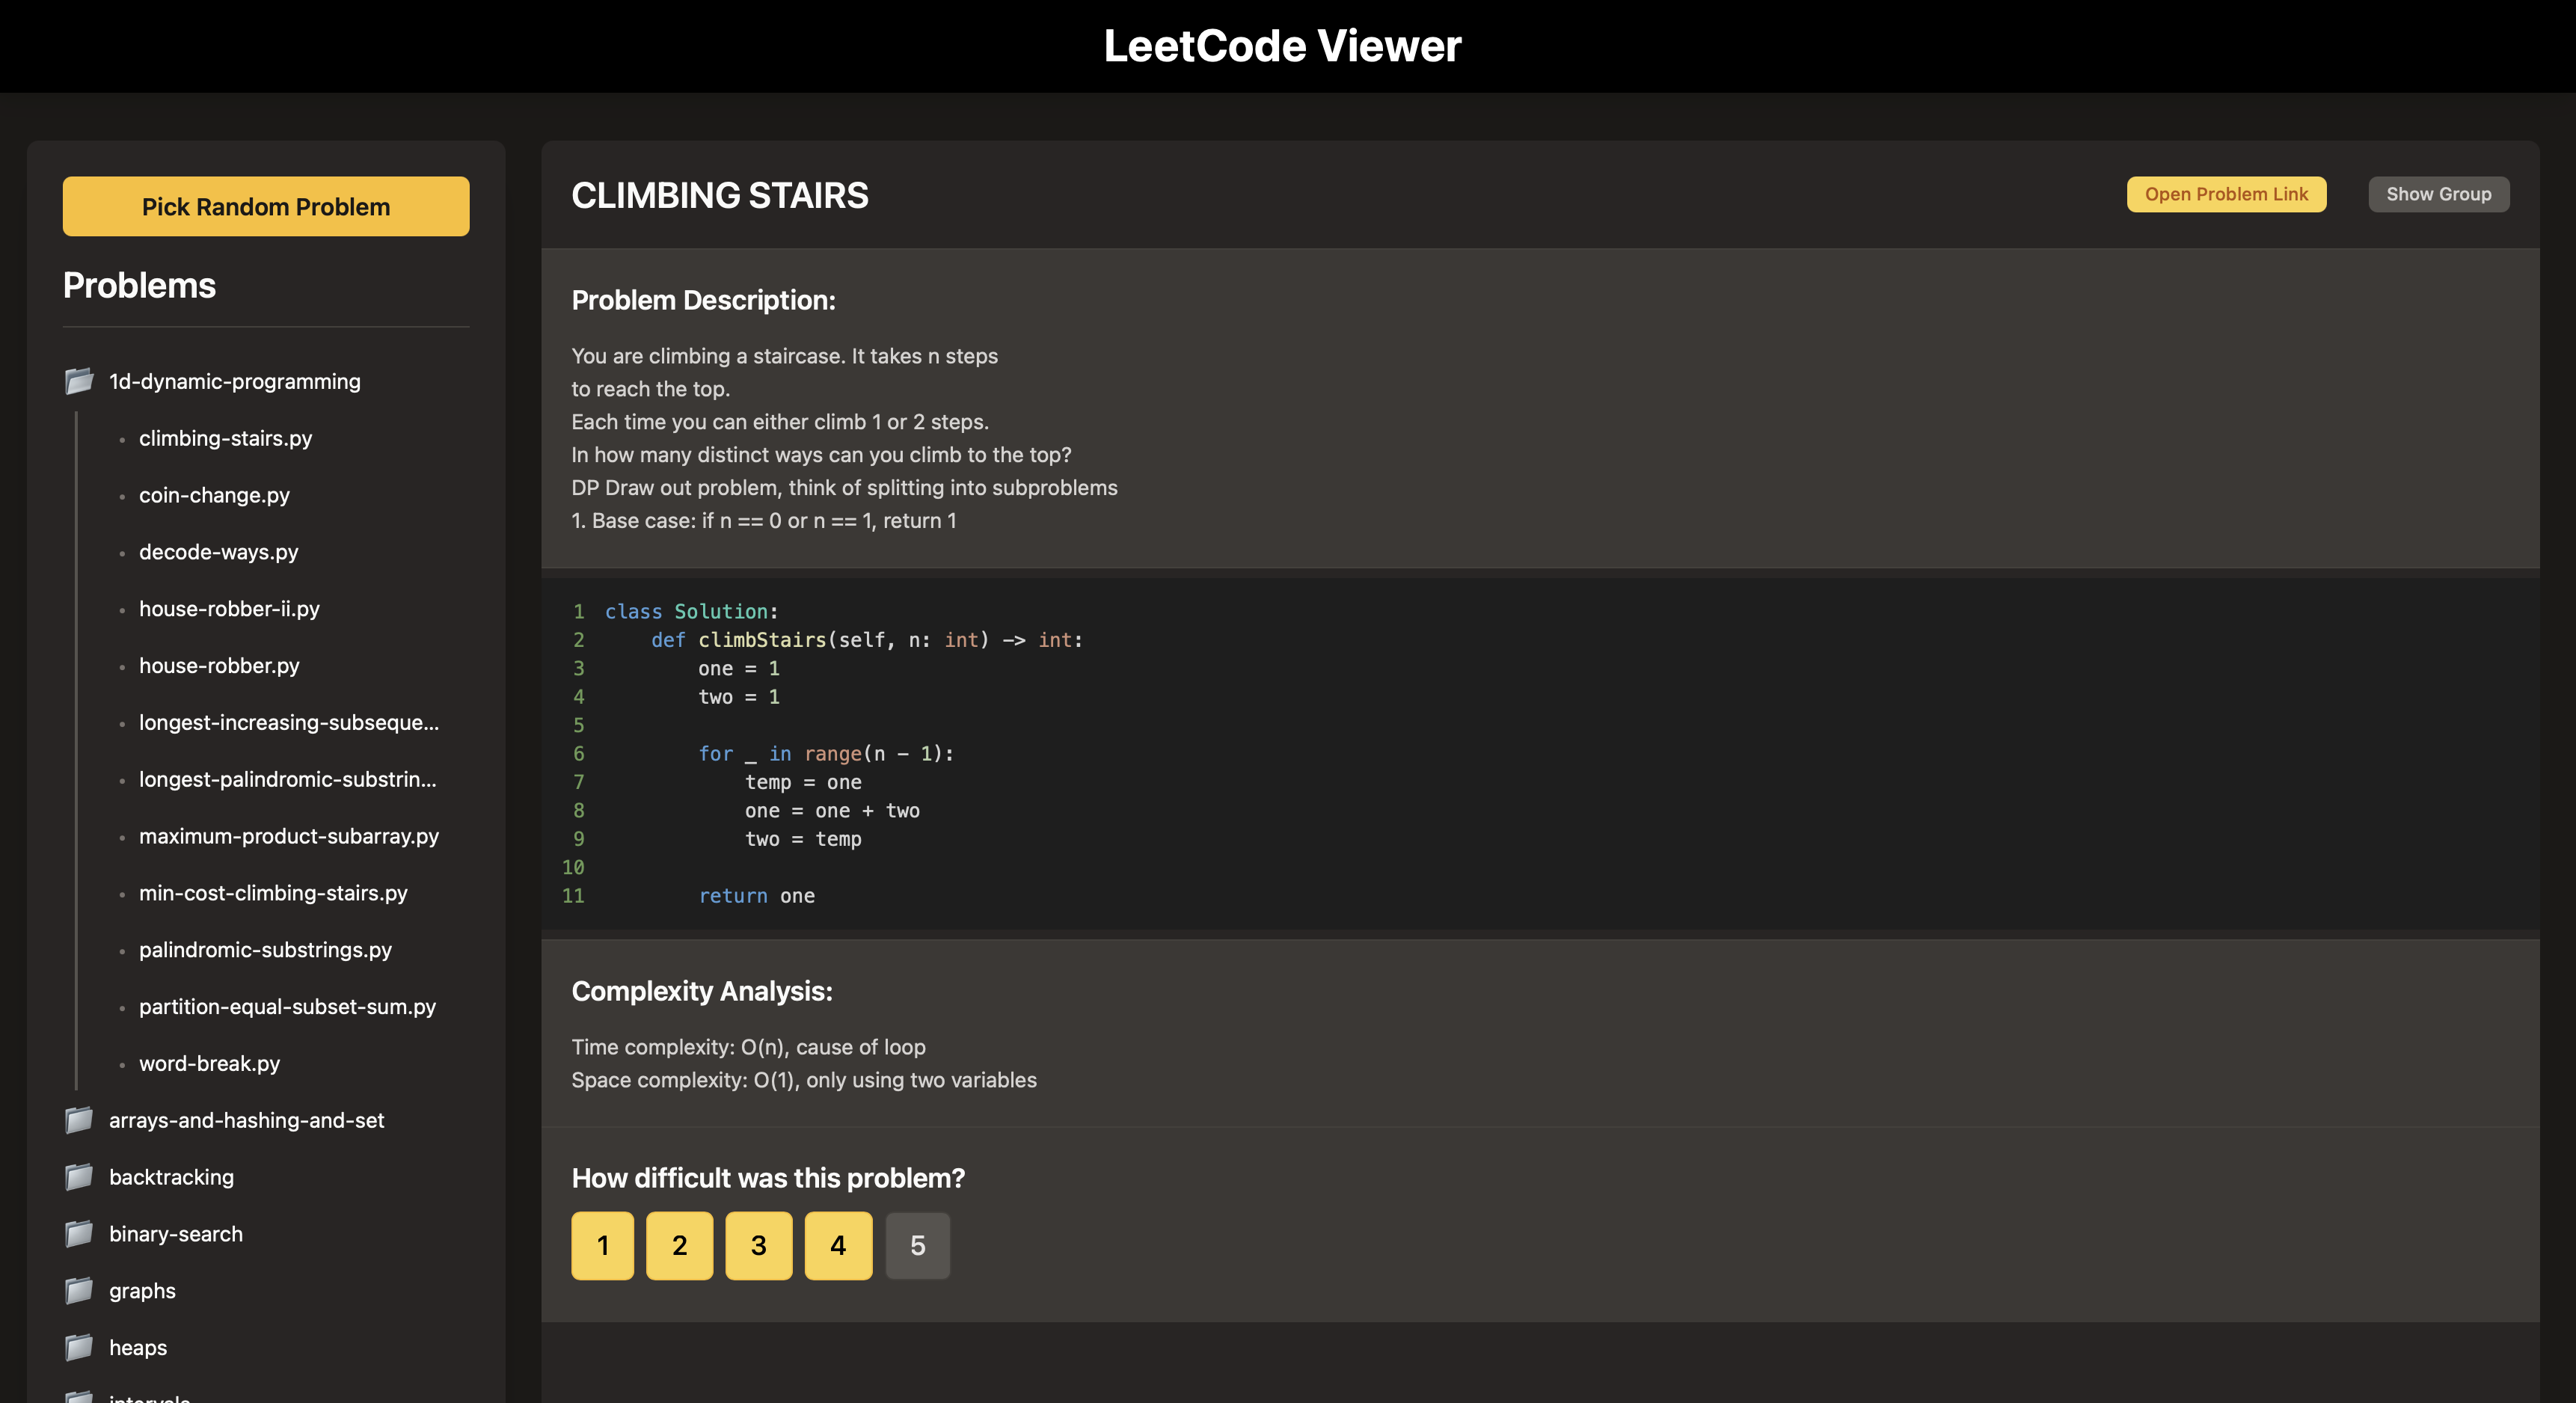 LeetCode Viewer
Pick Random Problem
Problems
1d-dynamic-programming
climbing-stairs.py
coin-change.py
decode-ways.py
house-robber-ii.py
house-robber.py
longest-increasing-subseque...
longest-palindromic-substrin...
maximum-product-subarray.py
min-cost-climbing-stairs.py
palindromic-substrings.py
partition-equal-subset-sum.py
word-break.py
arrays-and-hashing-and-set
backtracking
binary-search
graphs
heaps
CLIMBING STAIRS
Open Problem Link
Show Group
Problem Description:
You are climbing a staircase. It takes n steps
to reach the top.
Each time you can either climb 1 or 2 steps.
In how many distinct ways can you climb to the top?
DP Draw out problem, think of splitting into subproblems
1. Base case: if n == 0 or n == 1, return 1
1 class Solution:
2     def climbStairs(self, n: int) -> int:
3         one = 1
4         two = 1
5
6         for _ in range(n - 1):
7             temp = one
8             one = one + two
9             two = temp
10
11         return one
Complexity Analysis:
Time complexity: O(n), cause of loop
Space complexity: O(1), only using two variables
How difficult was this problem?
1 2 3 4 5